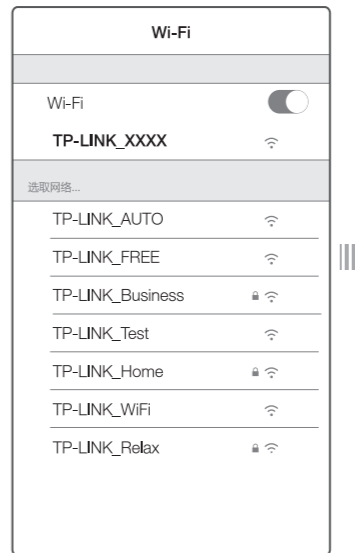 Wi-Fi
Wi-Fi
TP-LINK_XXXX
选取网络...
TP-LINK_AUTO
TP-LINK_FREE
TP-LINK_Business
TP-LINK_Test
TP-LINK_Home
TP-LINK_WiFi
TP-LINK_Relax